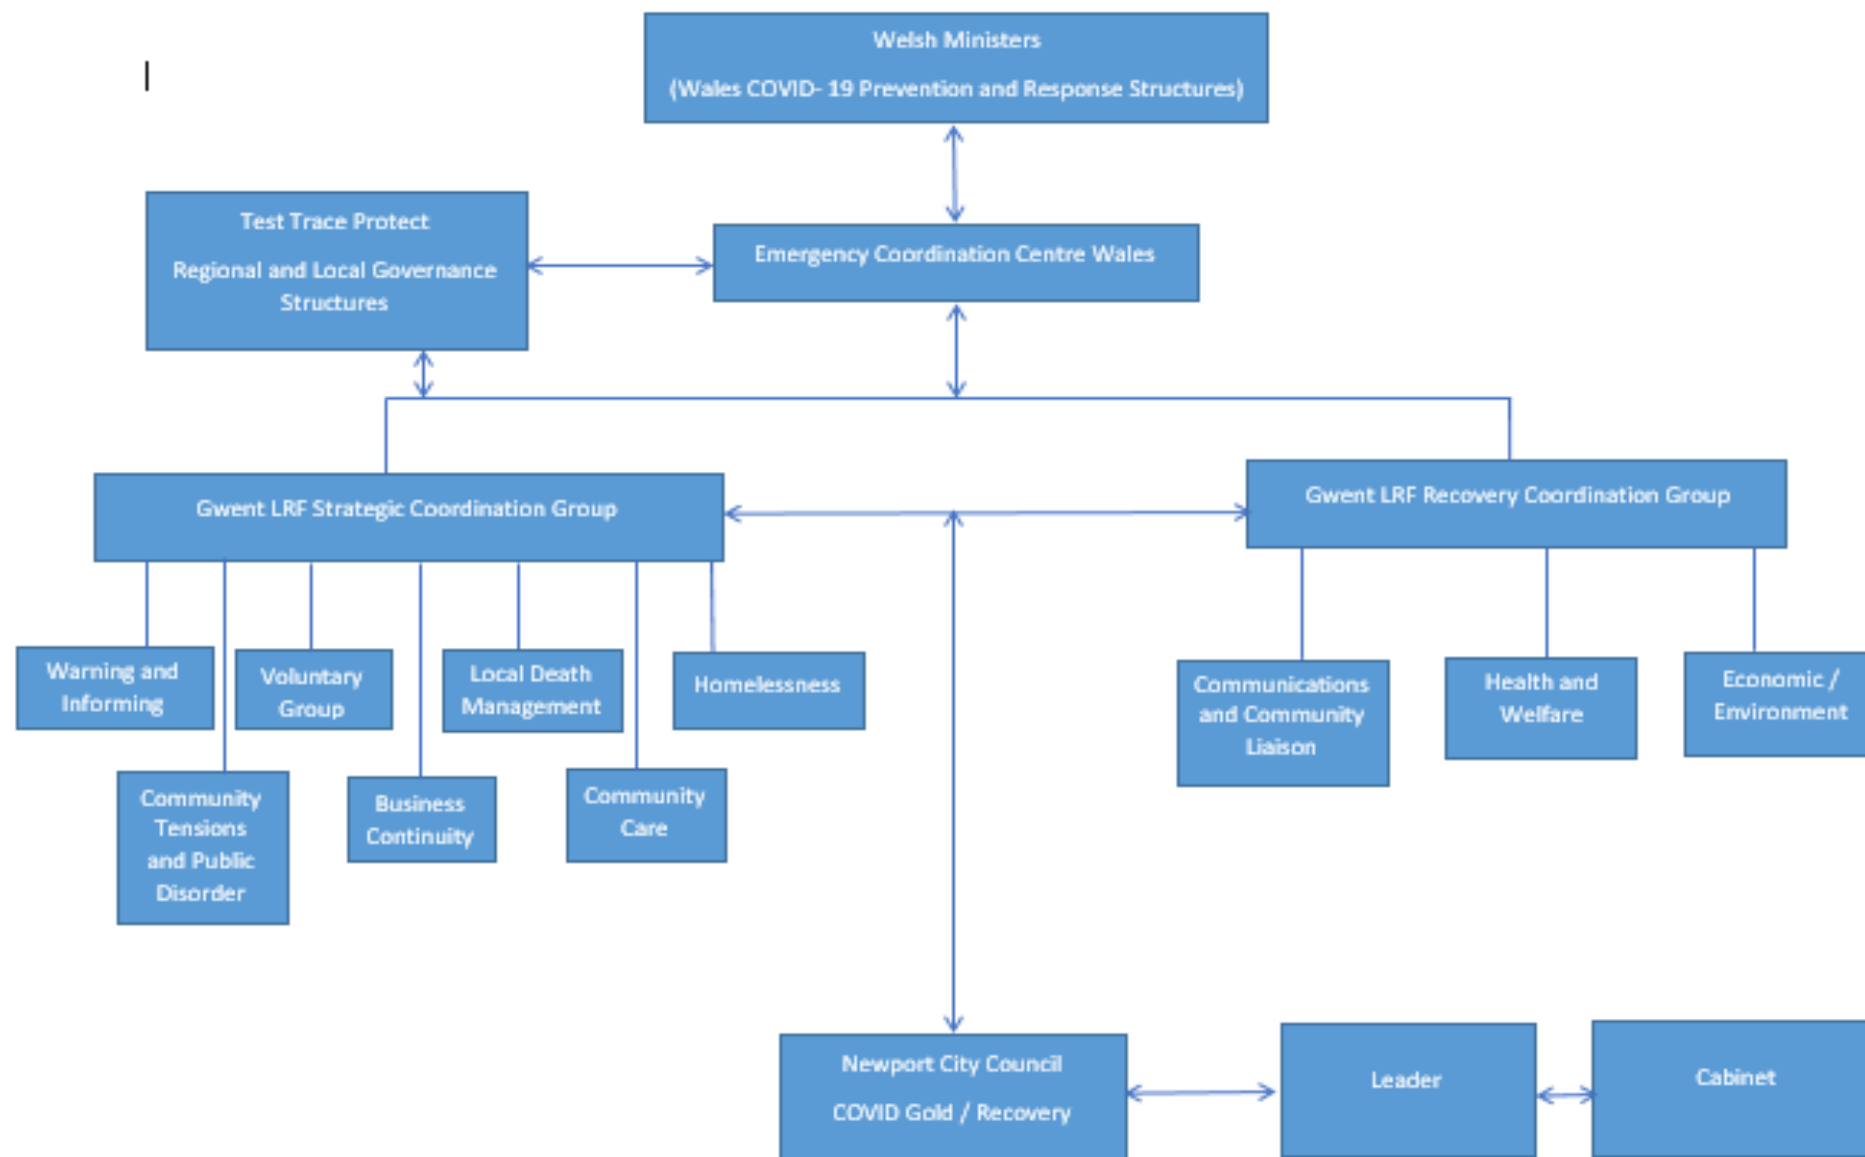 Welsh Ministers
(Wales COVID- 19 Prevention and Response Structures)
Test Trace Protect
Regional and Local Governance
Structures
Emergency Coordination Centre Wales
Gwent LRF Strategic Coordination Group
Gwent LRF Recovery Coordination Group
Warning and
Informing
Voluntary
Group
Local Death
Management
Homelessness
Communications
and Community
Liaison
Health and
Welfare
Economic /
Environment
Community
Tensions
and Public
Disorder
Business
Continuity
Community
Care
Newport City Council
COVID Gold / Recovery
Leader
Cabinet